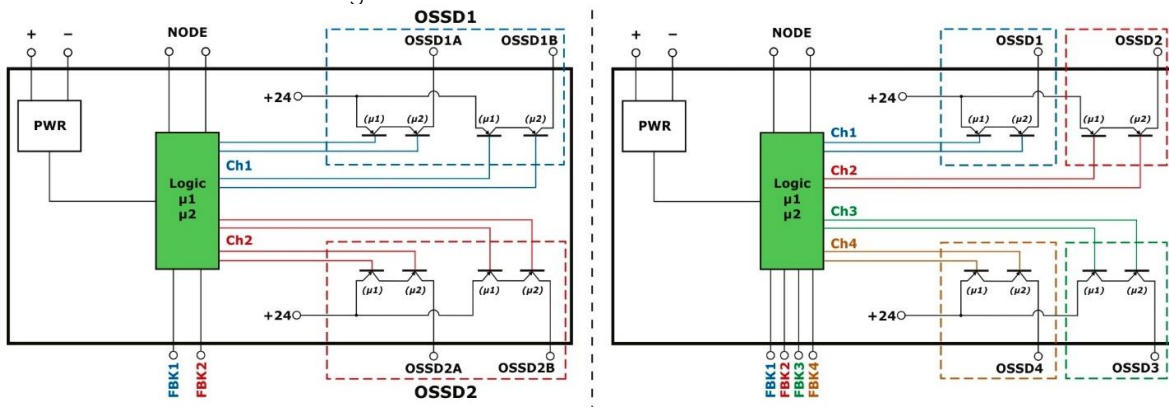 OSSD1
+ − NODE OSSD1A OSSD1B
+24
(μ1) (μ2) (μ1) (μ2)
PWR
Ch1
Logic
μ1
μ2
Ch2
(μ1) (μ2) (μ1) (μ2)
+24
FBK1 FBK2
OSSD2A OSSD2B
OSSD2
+ − NODE OSSD1 OSSD2
+24
(μ1) (μ2) (μ1) (μ2)
PWR
Ch1
Ch2
Logic
μ1
μ2
Ch3
Ch4
(μ1) (μ2) (μ1) (μ2)
+24
FBK1 FBK2 FBK3 FBK4
OSSD4 OSSD3